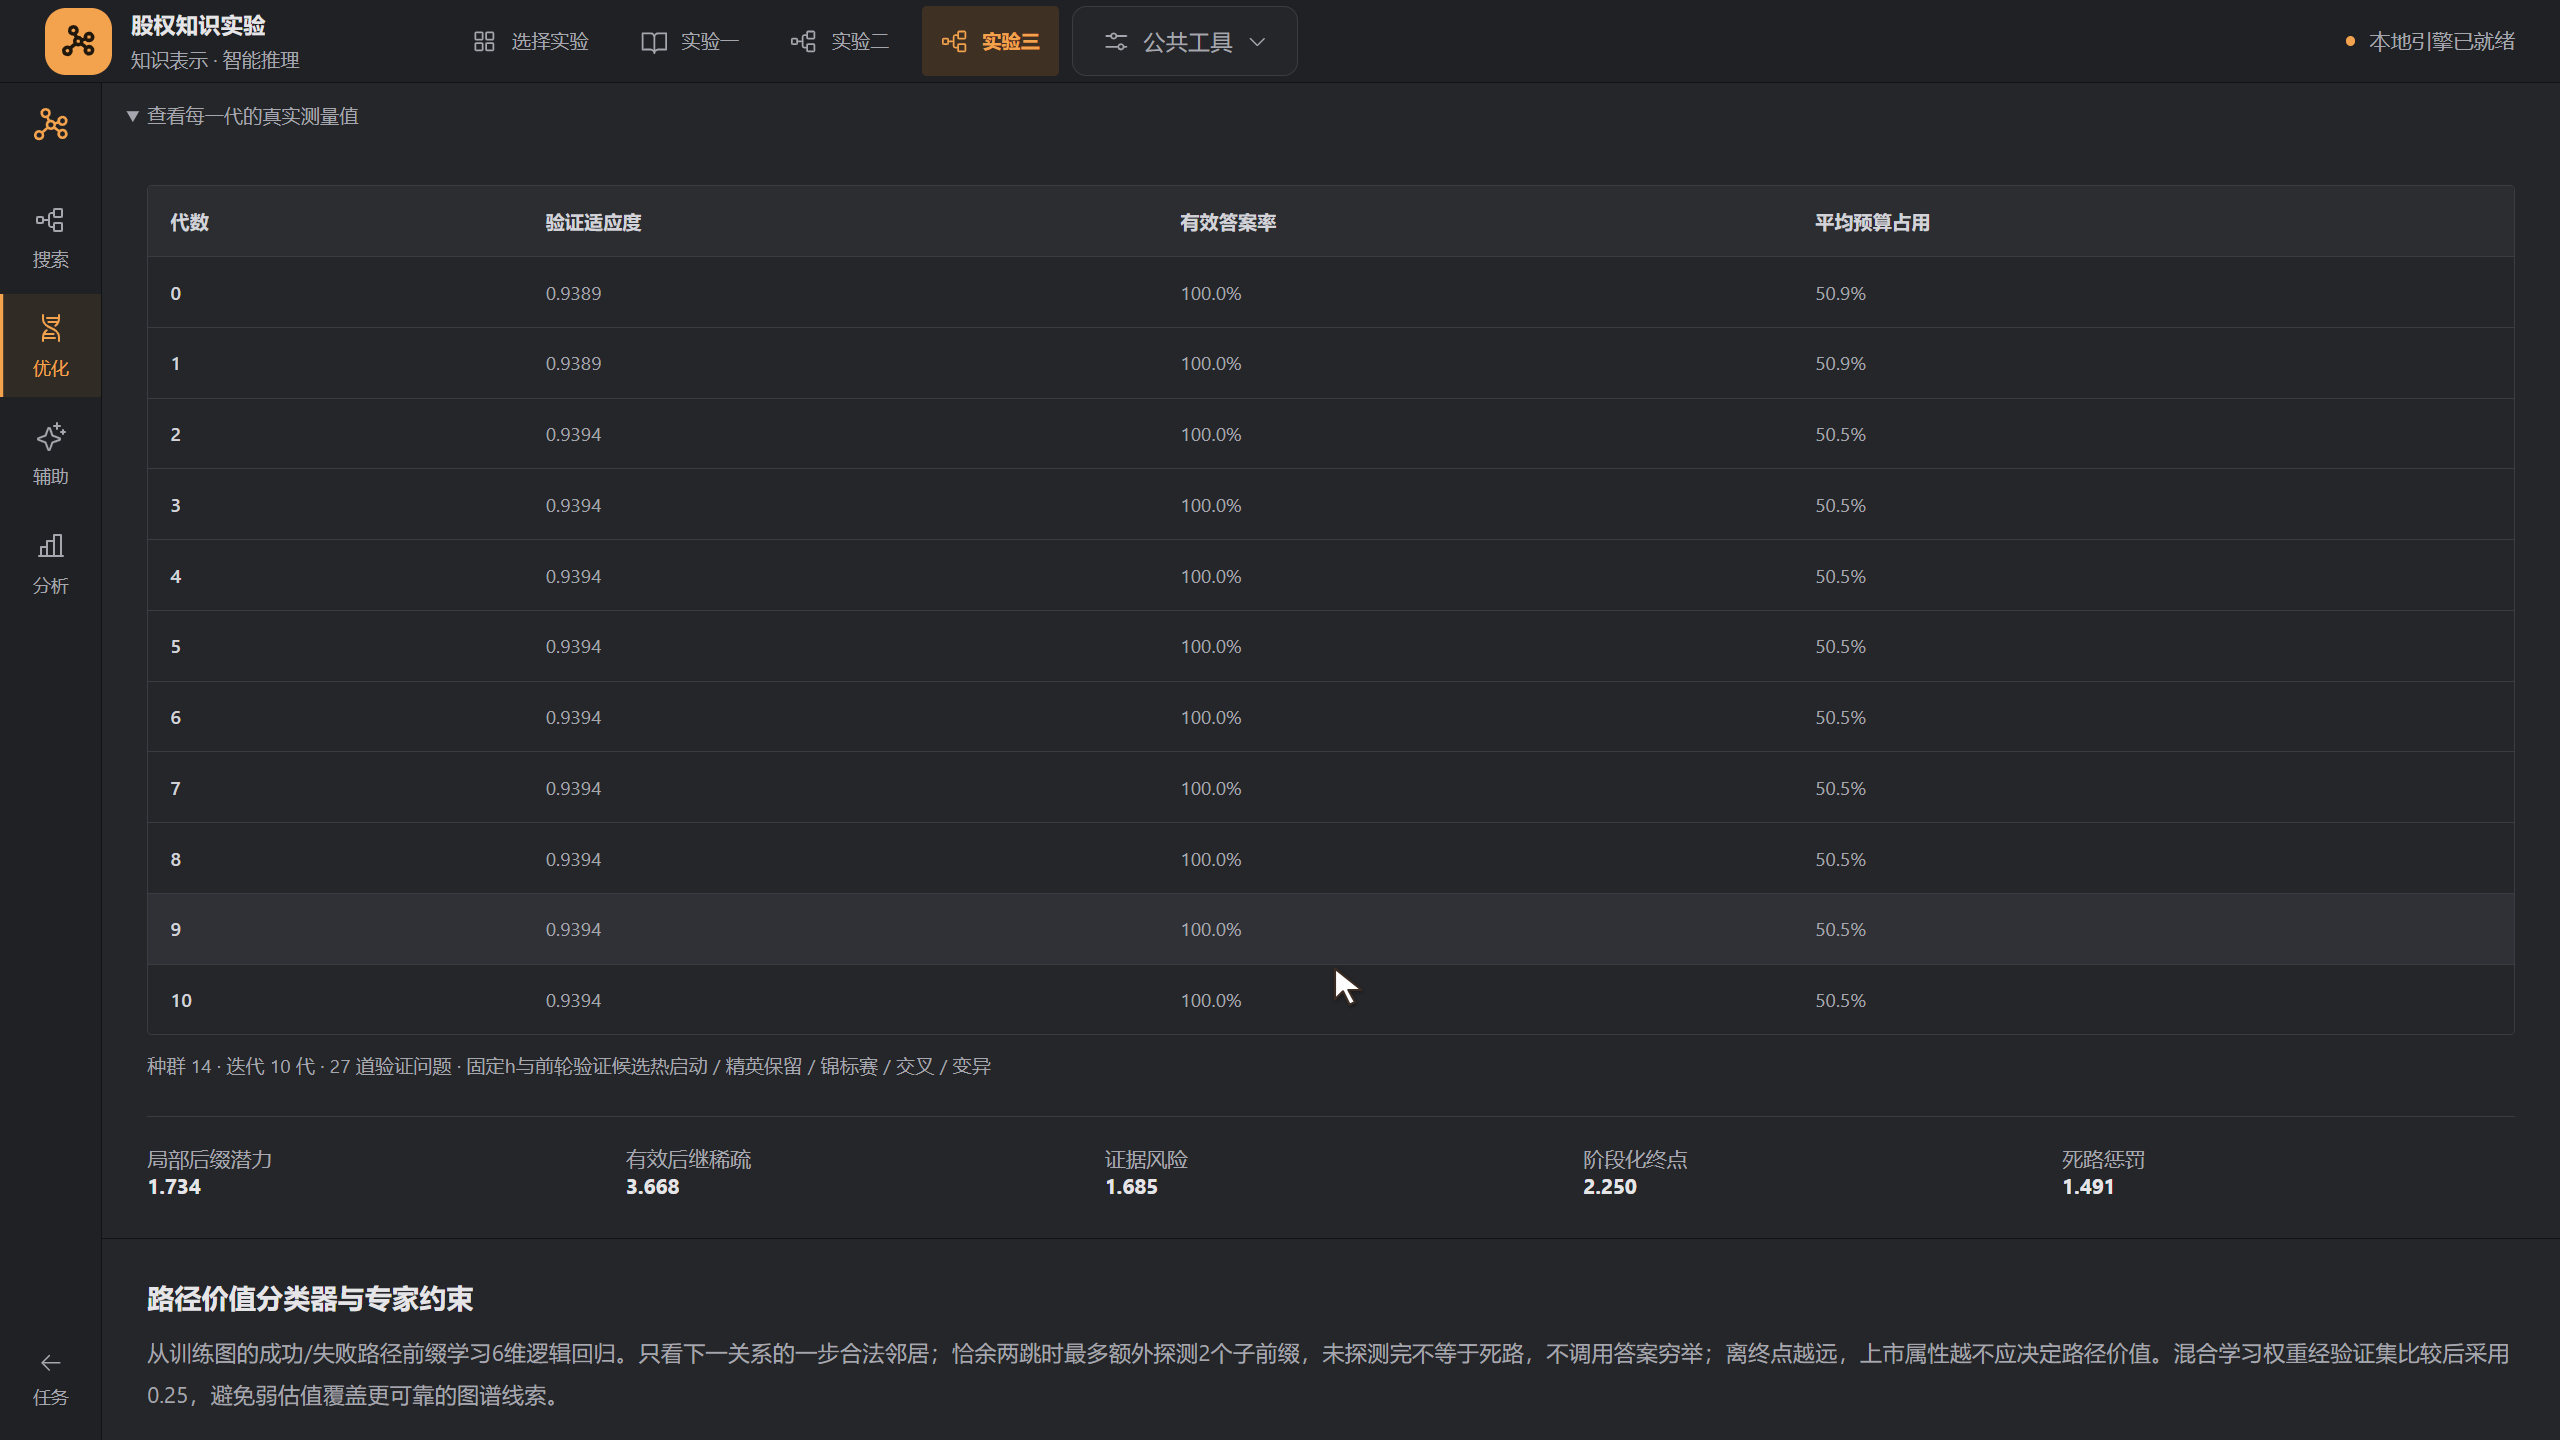 股权知识实验
知识表示 · 智能推理
选择实验
实验一
实验二
实验三
公共工具
本地引擎已就绪
搜索
优化
辅助
分析
任务
▼ 查看每一代的真实测量值
代数 验证适应度 有效答案率 平均预算占用
0 0.9389 100.0% 50.9%
1 0.9389 100.0% 50.9%
2 0.9394 100.0% 50.5%
3 0.9394 100.0% 50.5%
4 0.9394 100.0% 50.5%
5 0.9394 100.0% 50.5%
6 0.9394 100.0% 50.5%
7 0.9394 100.0% 50.5%
8 0.9394 100.0% 50.5%
9 0.9394 100.0% 50.5%
10 0.9394 100.0% 50.5%
种群 14 · 迭代 10 代 · 27 道验证问题 · 固定h与前轮验证候选热启动 / 精英保留 / 锦标赛 / 交叉 / 变异
局部后缀潜力 有效后继稀疏 证据风险 阶段化终点 死路惩罚
1.734 3.668 1.685 2.250 1.491
路径价值分类器与专家约束
从训练图的成功/失败路径前缀学习6维逻辑回归。只看下一关系的一步合法邻居；恰余两跳时最多额外探测2个子前缀，未探测完不等于死路，不调用答案穷举；离终点越远，上市属性越不应决定路径价值。混合学习权重经验证集比较后采用
0.25，避免弱估值覆盖更可靠的图谱线索。